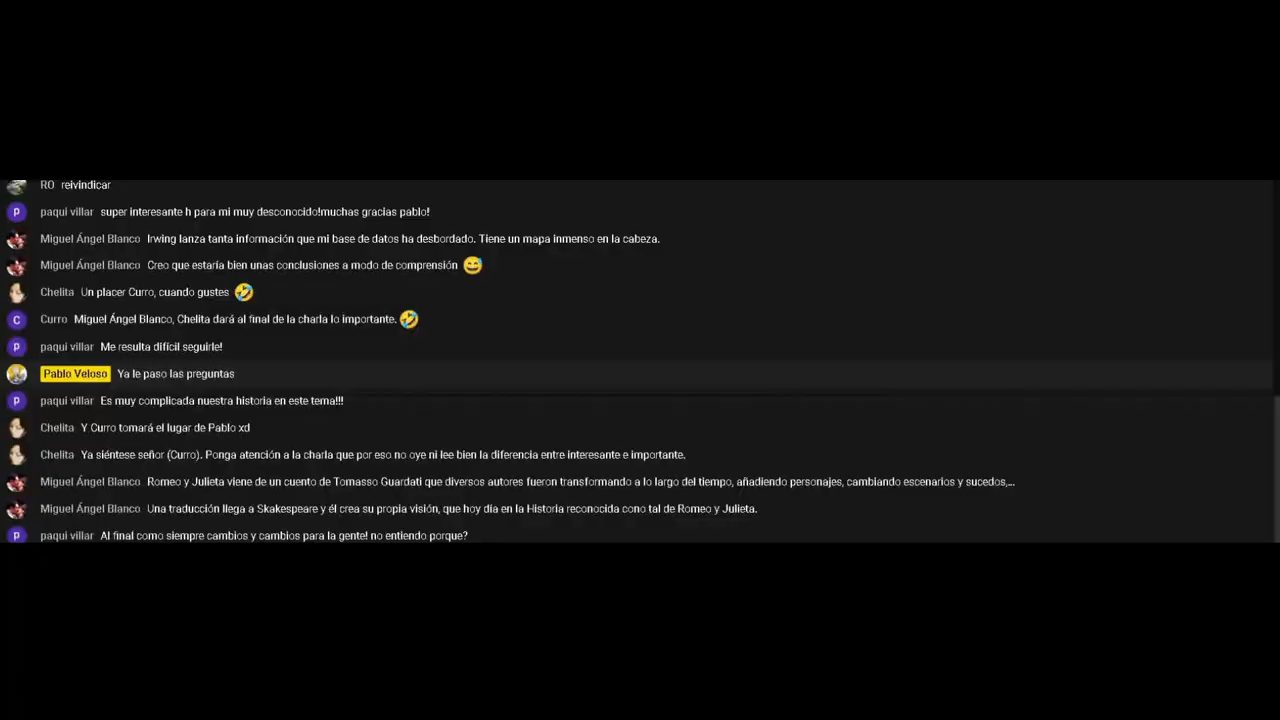 RO reivindicar
paqui villar super interesante h para mi muy desconocido!muchas gracias pablo!
Miguel Ángel Blanco Irwing lanza tanta información que mi base de datos ha desbordado. Tiene un mapa inmenso en la cabeza.
Miguel Ángel Blanco Creo que estaría bien unas conclusiones a modo de comprensión 😅
Chelita Un placer Curro, cuando gustes 🤣
C Curro Miguel Ángel Blanco, Chelita dará al final de la charla lo importante. 🤣
paqui villar Me resulta difícil seguirle!
Pablo Veloso Ya le paso las preguntas
paqui villar Es muy complicada nuestra historia en este tema!!!
Chelita Y Curro tomará el lugar de Pablo xd
Chelita Ya siéntese señor (Curro). Ponga atención a la charla que por eso no oye ni lee bien la diferencia entre interesante e importante.
Miguel Ángel Blanco Romeo y Julieta viene de un cuento de Tomasso Guardati que diversos autores fueron transformando a lo largo del tiempo, añadiendo personajes, cambiando escenarios y sucedos,...
Miguel Ángel Blanco Una traducción llega a Skakespeare y él crea su propia visión, que hoy día en la Historia reconocida cono tal de Romeo y Julieta.
paqui villar Al final como siempre cambios y cambios para la gente! no entiendo porque?